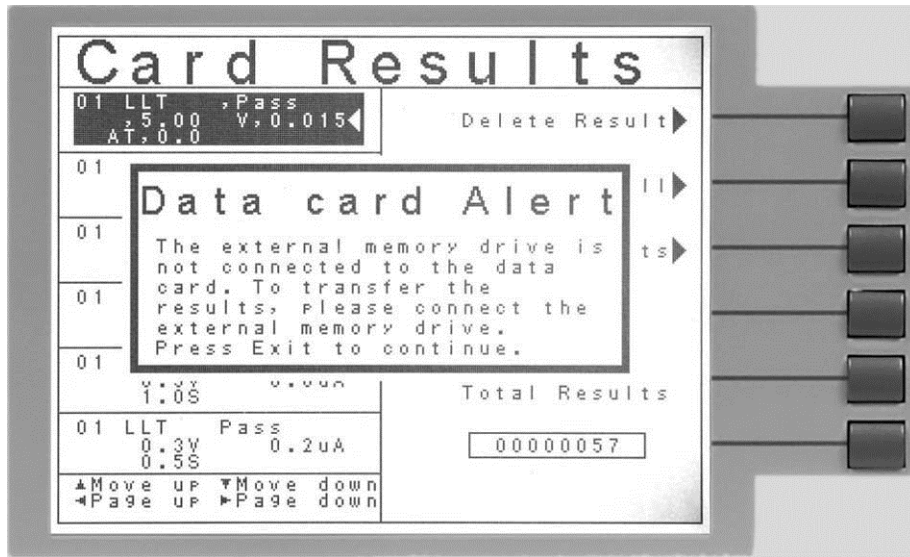 Card Results
01 LLT ,Pass
,5.00 V,0.015
AT,0.0
Delete Result
01
ll
Data card Alert
01
The external memory drive is
not connected to the data
card. To transfer the
results, please connect the
external memory drive.
Press Exit to continue.
ts
01
01
1.0S
Total Results
01 LLT Pass
0.3V 0.2uA
0.5S
00000057
▲Move up ▼Move down
◄Page up ►Page down